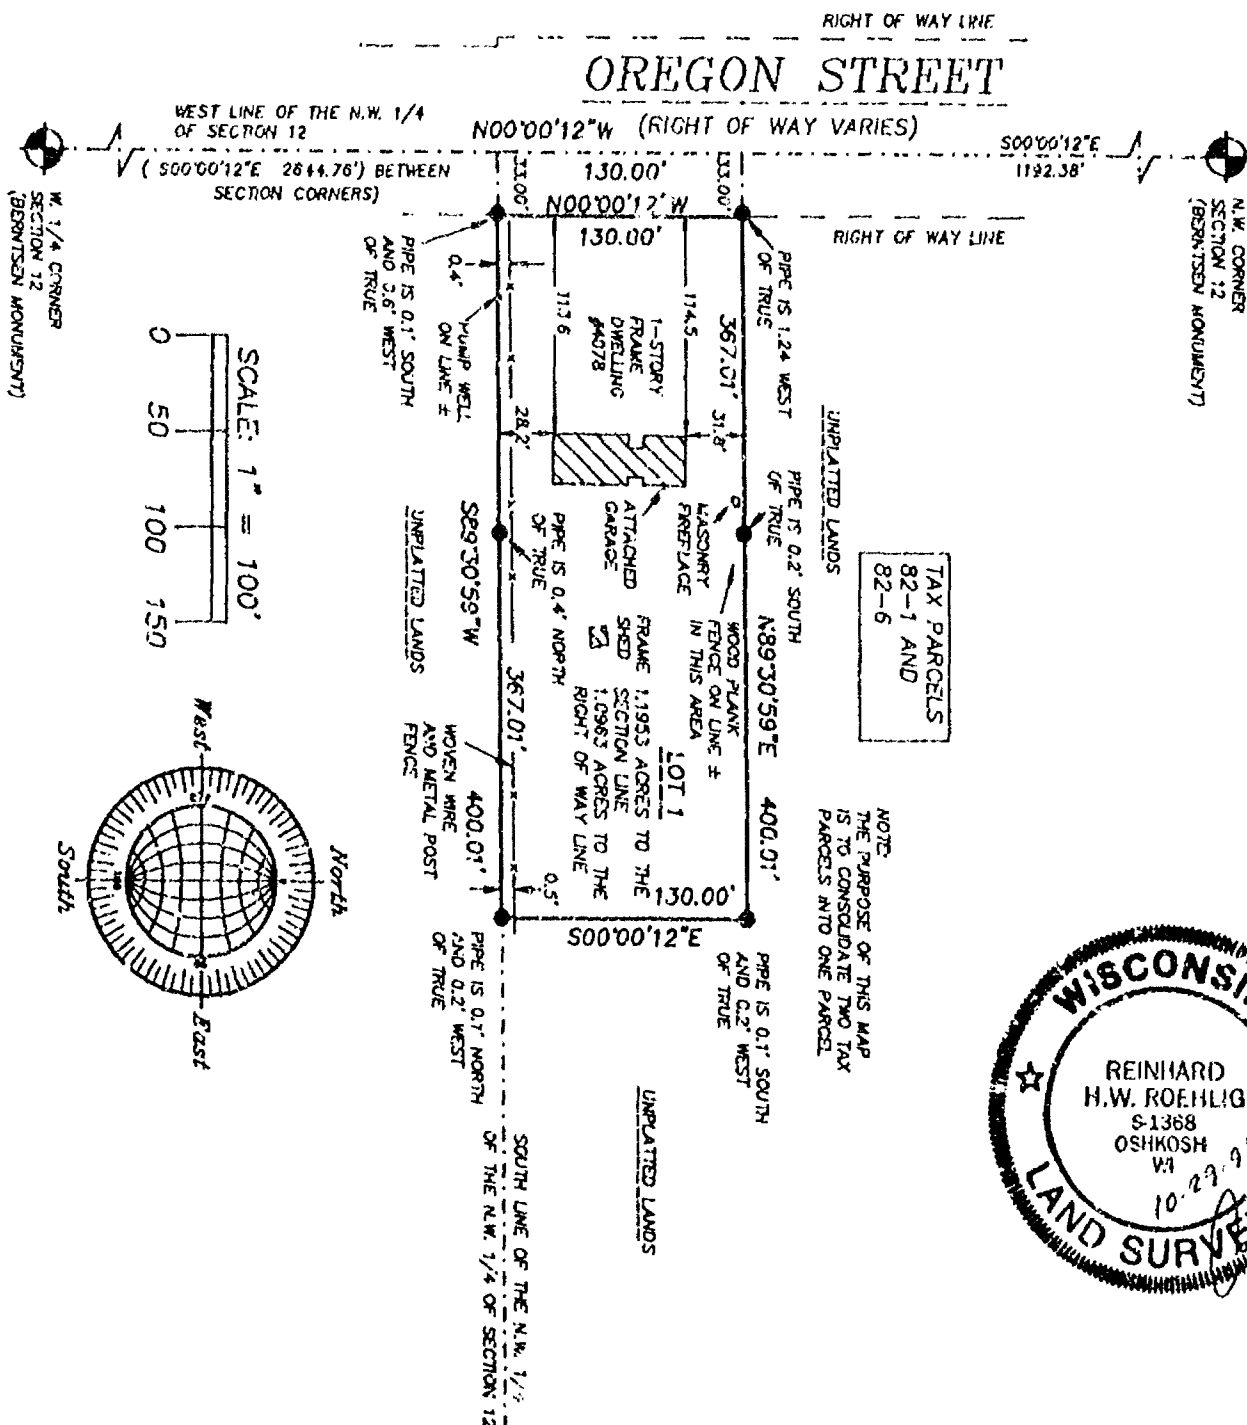 RIGHT OF WAY LINE
OREGON STREET
(RIGHT OF WAY VARIES)
WEST LINE OF THE N.W. 1/4
OF SECTION 12
N00°00'12"W
S00°00'12"E
1192.38'
( S00°00'12"E 2644.76') BETWEEN
SECTION CORNERS)
130.00'
33.00'
33.00'
N00°00'12"W
130.00'
RIGHT OF WAY LINE
N.W. CORNER
SECTION 12
(BERNTSEN MONUMENT)
W. 1/4 CORNER
SECTION 12
(BERNTSEN MONUMENT)
PIPE IS 0.1' SOUTH
AND 0.6' WEST
OF TRUE
0.4'
PUMP WELL
ON LINE ±
113.6
1-STORY
FRAME
DWELLING
#4078
114.5
367.01'
PIPE IS 1.24 WEST
OF TRUE
28.2'
31.8'
UNPLATTED LANDS
PIPE IS 0.2' SOUTH
OF TRUE
MASONRY
FIREPLACE
ATTACHED
GARAGE
PIPE IS 0.4' NORTH
OF TRUE
S89°30'59"W
UNPLATTED LANDS
TAX PARCELS
82-1 AND
82-6
N89°30'59"E
WOOD PLANK
FENCE ON LINE ±
IN THIS AREA
FRAME
SHED
LOT 1
1.1953 ACRES TO THE
SECTION LINE
1.0963 ACRES TO THE
RIGHT OF WAY LINE
367.01'
WOVEN WIRE
AND METAL POST
FENCE
400.01'
400.01'
0.5'
130.00'
S00°00'12"E
NOTE:
THE PURPOSE OF THIS MAP
IS TO CONSOLIDATE TWO TAX
PARCELS INTO ONE PARCEL
PIPE IS 0.1' SOUTH
AND 0.2' WEST
OF TRUE
PIPE IS 0.1' NORTH
AND 0.2' WEST
OF TRUE
UNPLATTED LANDS
SOUTH LINE OF THE N.W. 1/4
OF THE N.W. 1/4 OF SECTION 12
SCALE: 1" = 100'
0 50 100 150
North
West
East
South
WISCONSI
REINHARD
H.W. ROEHLIG
S-1368
OSHKOSH
WI
LAND SURVE